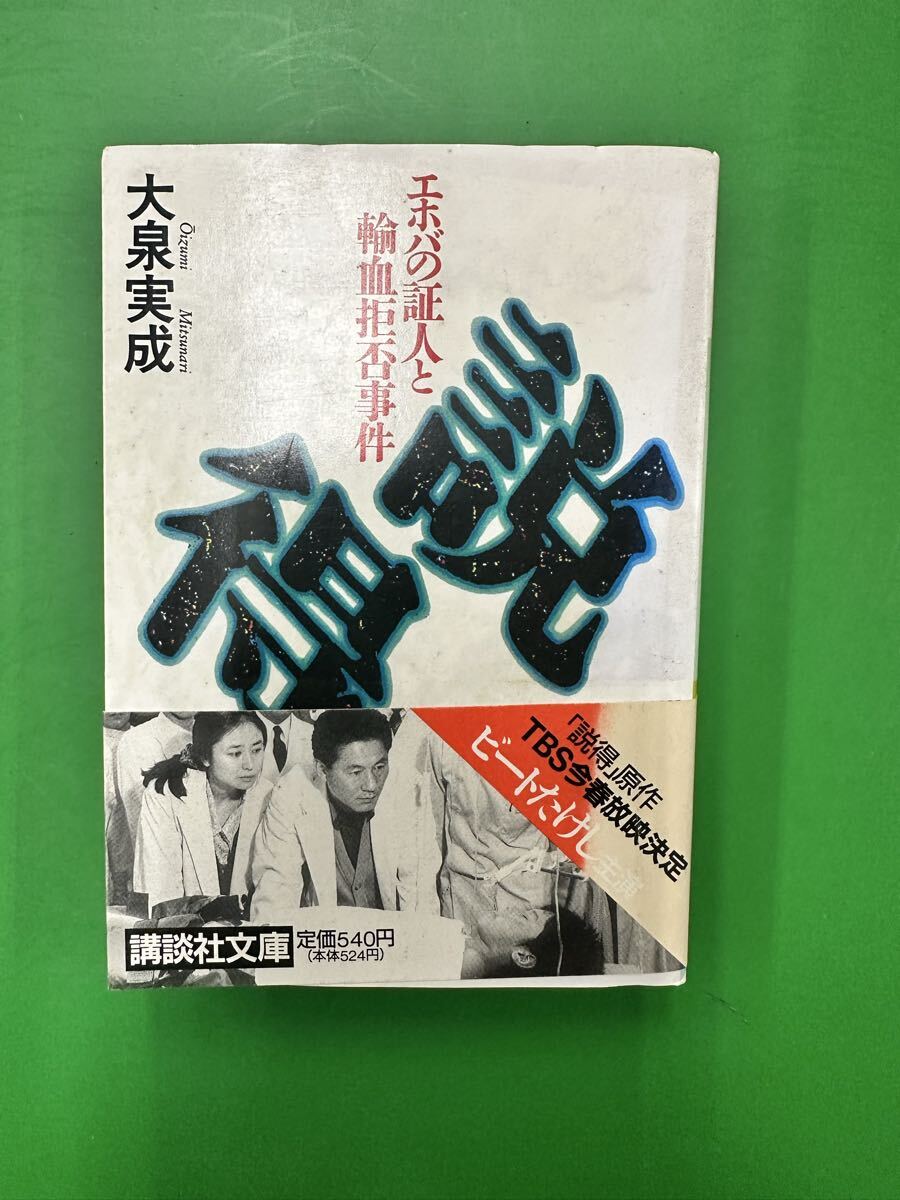 エホバの証人と
輸血拒否事件
説得
大泉実成
Ōizumi Mitsunari
「説得」原作
TBS今春放映決定
ビートたけし主演
講談社文庫
定価540円
(本体524円)